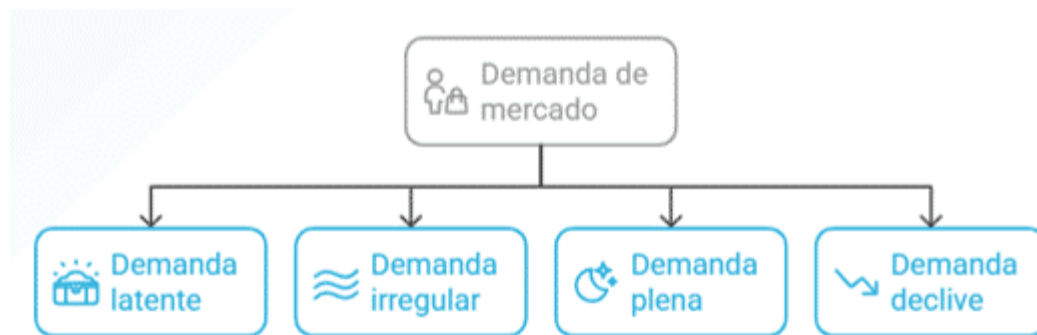 Demanda de
mercado
Demanda
latente
Demanda
irregular
Demanda
plena
Demanda
declive